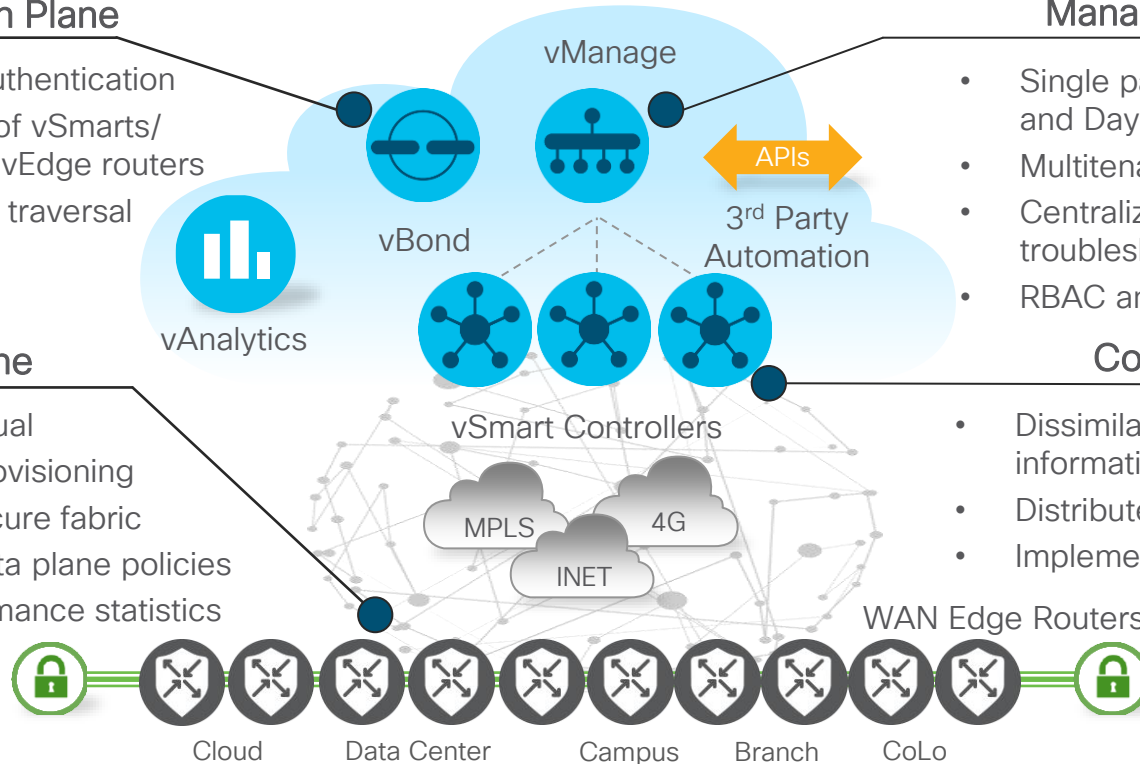 n Plane
uthentication
of vSmarts/
vEdge routers
traversal
vManage
vBond
vAnalytics
APIs
3rd Party
Automation
Mana
• Single pa
and Day
• Multitena
• Centraliz
troublesh
• RBAC an
ne
ual
ovisioning
cure fabric
ta plane policies
mance statistics
vSmart Controllers
MPLS
4G
INET
Co
• Dissimila
informati
• Distribute
• Impleme
WAN Edge Routers
Cloud
Data Center
Campus
Branch
CoLo